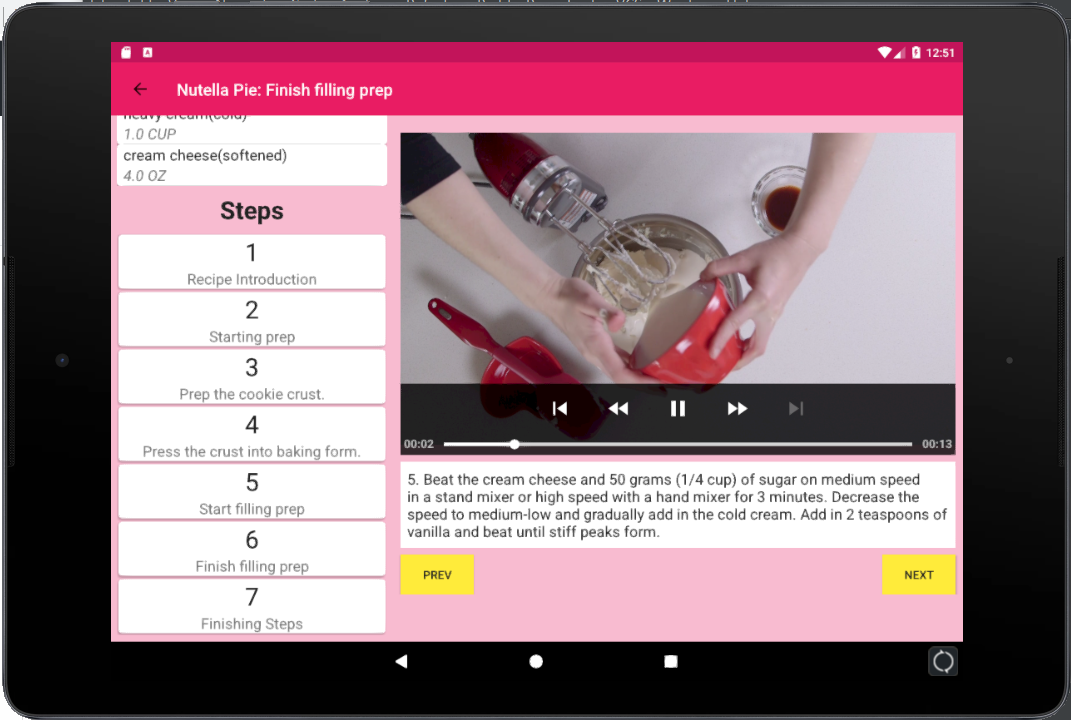 12:51
Nutella Pie: Finish filling prep
heavy cream(cold)
1.0 CUP
cream cheese(softened)
4.0 OZ
Steps
1
Recipe Introduction
2
Starting prep
3
Prep the cookie crust.
4
Press the crust into baking form.
5
Start filling prep
6
Finish filling prep
7
Finishing Steps
00:02
00:13
5. Beat the cream cheese and 50 grams (1/4 cup) of sugar on medium speed
in a stand mixer or high speed with a hand mixer for 3 minutes. Decrease the
speed to medium-low and gradually add in the cold cream. Add in 2 teaspoons of
vanilla and beat until stiff peaks form.
PREV
NEXT